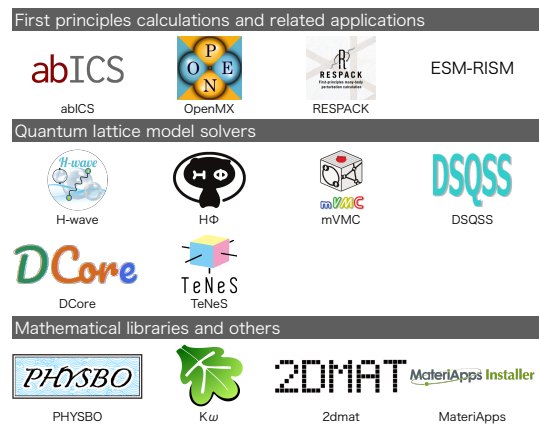 First principles calculations and related applications
abICS
OPEN
RESPACK
First-principles many-body
perturbation calculation
ESM-RISM
abICS
OpenMX
RESPACK
Quantum lattice model solvers
H-wave
HΦ
mVMC
DSQSS
H-wave
HΦ
mVMC
DSQSS
DCore
TeNeS
DCore
TeNeS
Mathematical libraries and others
PHYSBO
K
2DMAT
MateriApps Installer
PHYSBO
Kω
2dmat
MateriApps